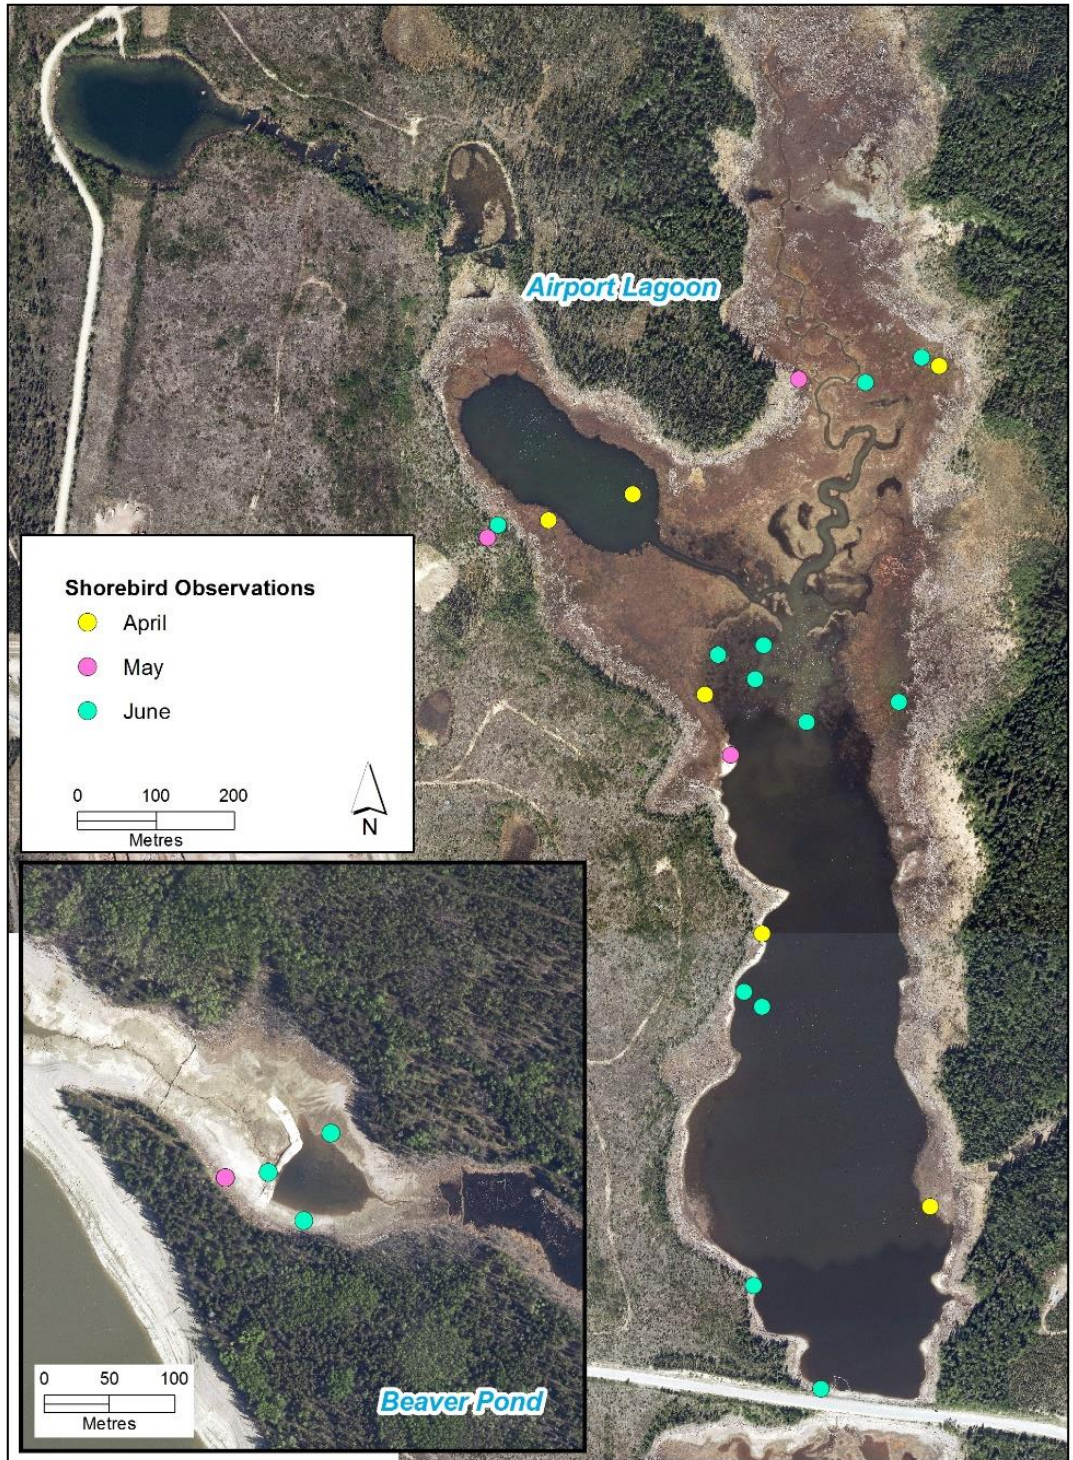 Airport Lagoon
Shorebird Observations
April
May
June
0 100 200
Metres
N
0 50 100
Metres
Beaver Pond